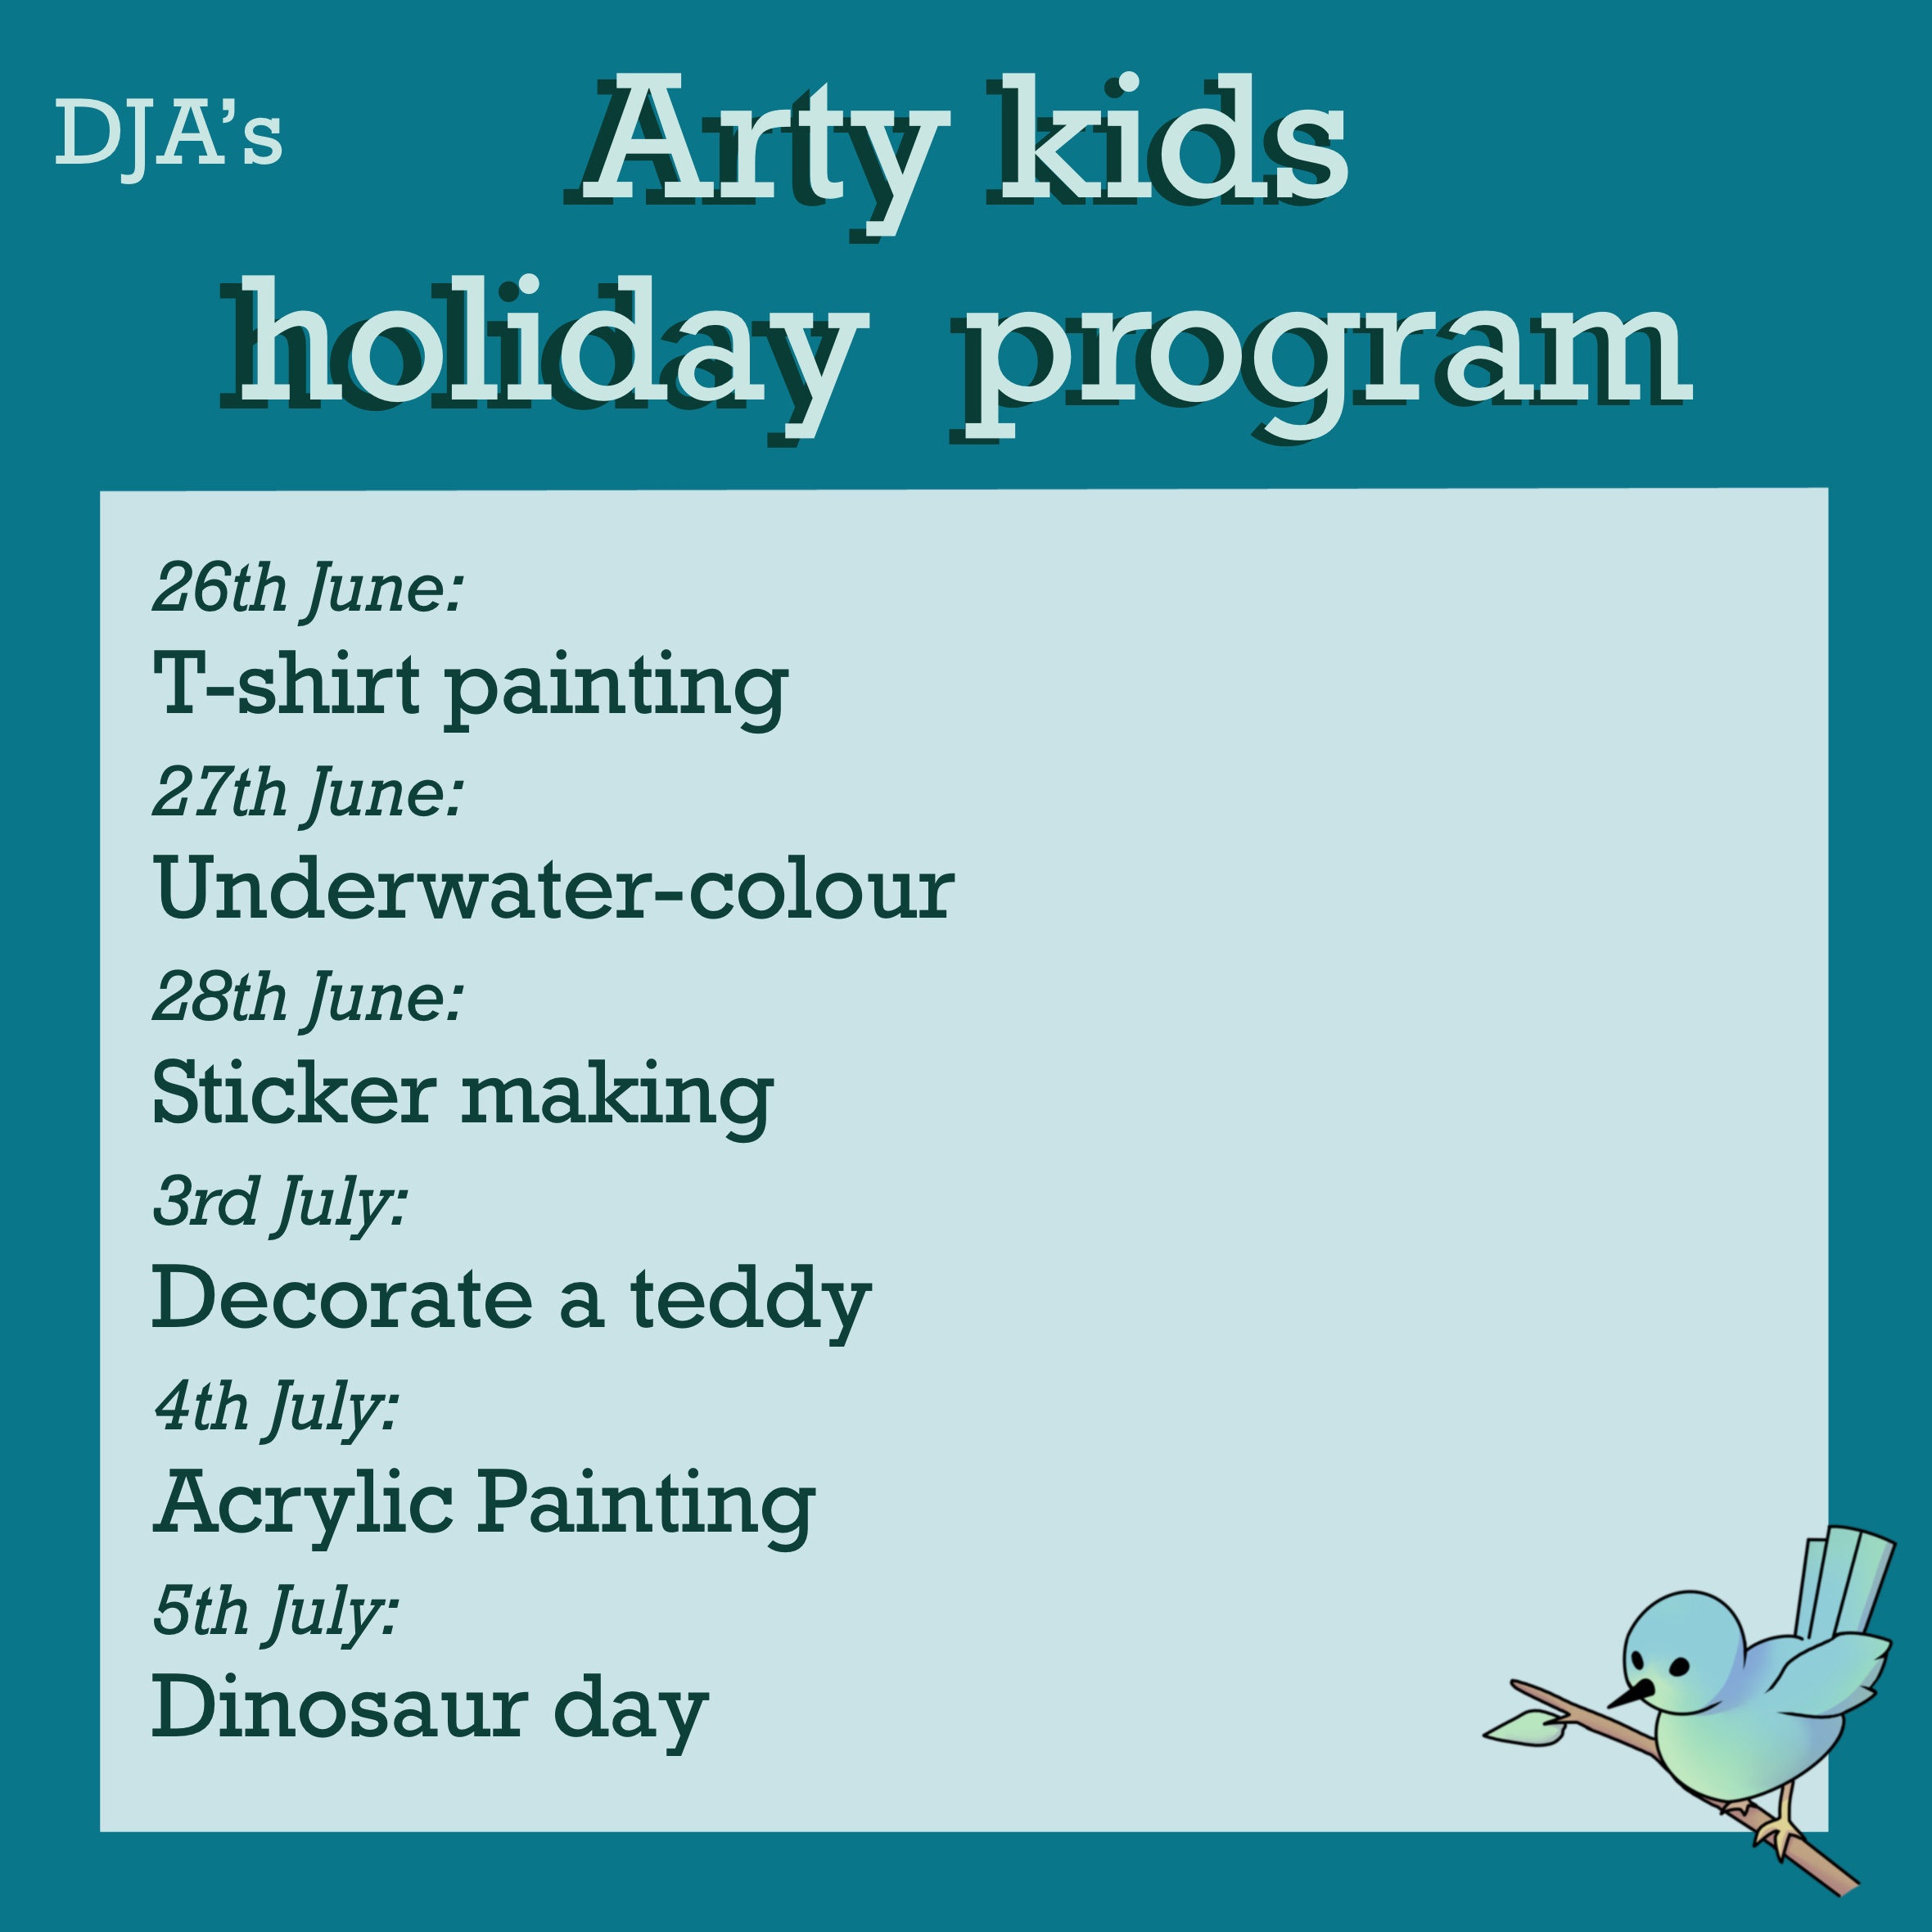 DJA's
Arty kids
holiday program
26th June:
T-shirt painting
27th June:
Underwater-colour
28th June:
Sticker making
3rd July:
Decorate a teddy
4th July:
Acrylic Painting
5th July:
Dinosaur day